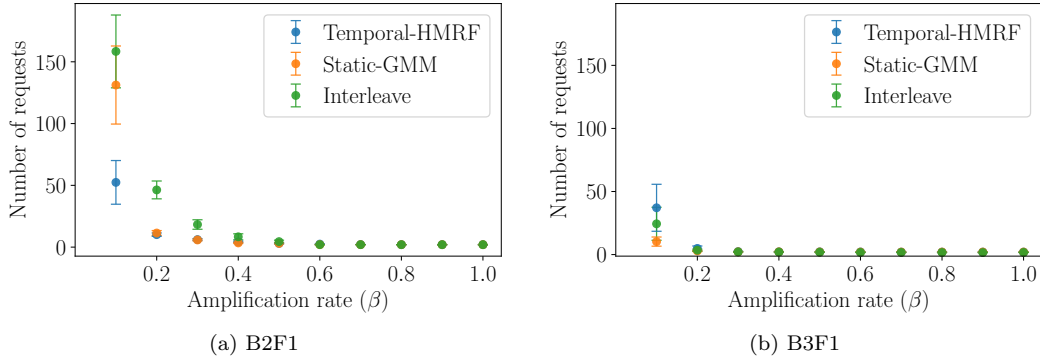 Number of requests
150
100
50
0
Temporal-HMRF
Static-GMM
Interleave
0.2 0.4 0.6 0.8 1.0
Amplification rate (β)
(a) B2F1
Number of requests
150
100
50
0
Temporal-HMRF
Static-GMM
Interleave
0.2 0.4 0.6 0.8 1.0
Amplification rate (β)
(b) B3F1